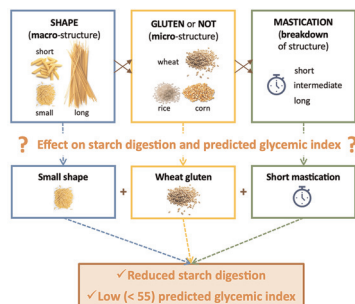 SHAPE
(macro-structure)
short
small
long
GLUTEN or NOT
(micro-structure)
wheat
rice
corn
MASTICATION
(breakdown
of structure)
short
intermediate
long
? Effect on starch digestion and predicted glycemic index ?
Small shape
+
Wheat gluten
+
Short mastication
✓Reduced starch digestion
✓Low (< 55) predicted glycemic index